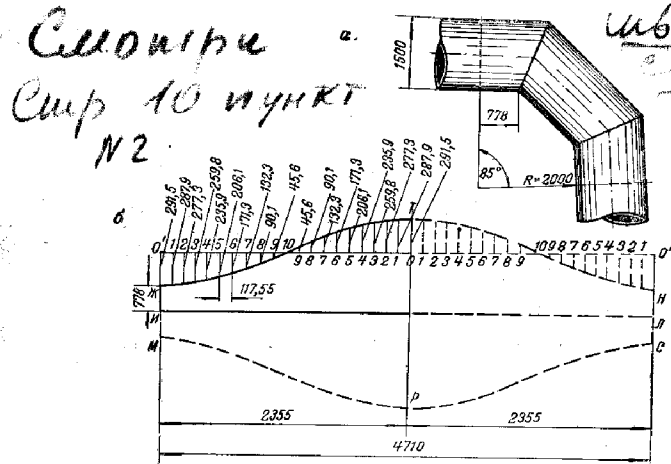 Смотри
Стр 10 пункт
N2
а.
шв
1500
778
85°
R=2000
б
291,5 287,9 277,3 259,8 235,9 206,1 171,3 132,3 90,1 45,6
45,6 90,1 132,3 171,3 206,1 235,9 259,8 277,3 287,9 291,5
О' 1 2 3 4 5 6 7 8 9 10
9 8 7 6 5 4 3 2 1 0 1 2 3 4 5 6 7 8 9
10 9 8 7 6 5 4 3 2 1 О'
Ж
117,55
Н
778
И
Л
М
С
Р
2355
2355
4710